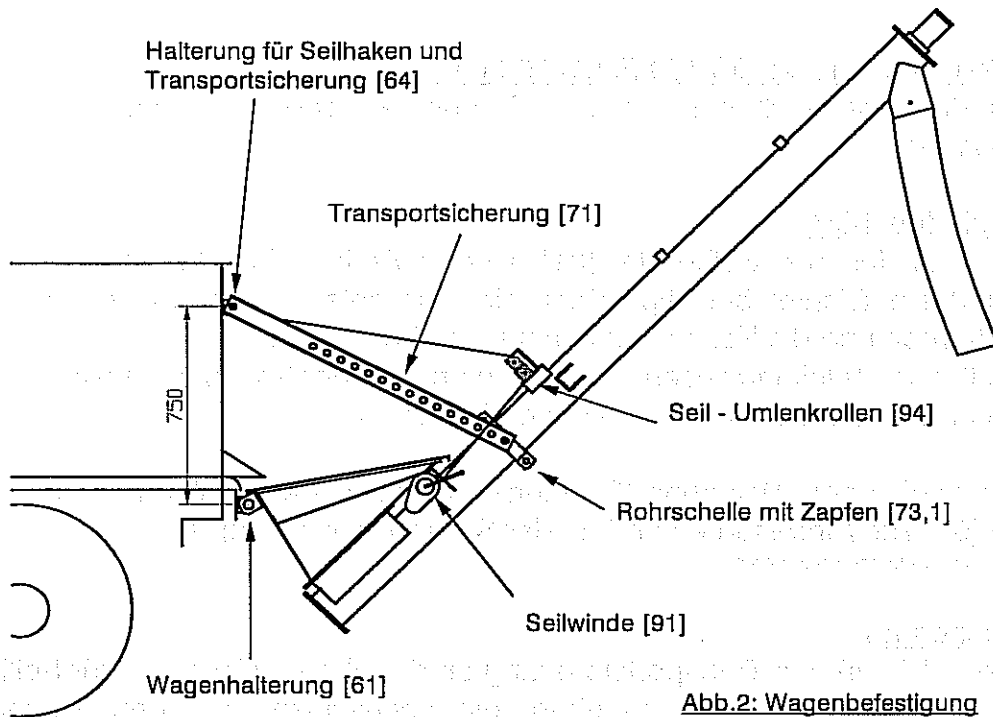 Halterung für Seilhaken und
Transportsicherung [64]
Transportsicherung [71]
750
Seil - Umlenkrollen [94]
Rohrschelle mit Zapfen [73,1]
Seilwinde [91]
Wagenhalterung [61]
Abb.2: Wagenbefestigung